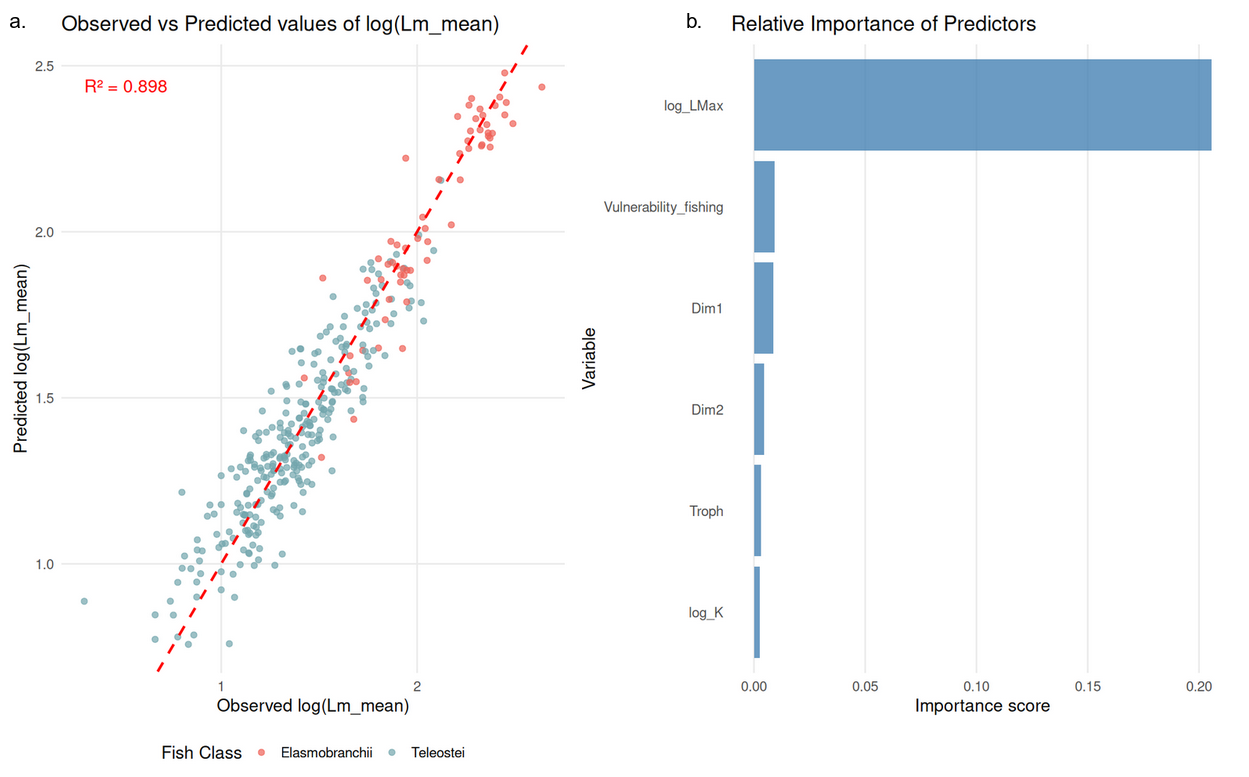 a.
Observed vs Predicted values of log(Lm_mean)
R² = 0.898
Predicted log(Lm_mean)
2.5
2.0
1.5
1.0
1
2
Observed log(Lm_mean)
Fish Class
Elasmobranchii
Teleostei
b.
Relative Importance of Predictors
Variable
log_LMax
Vulnerability_fishing
Dim1
Dim2
Troph
log_K
0.00
0.05
0.10
0.15
0.20
Importance score